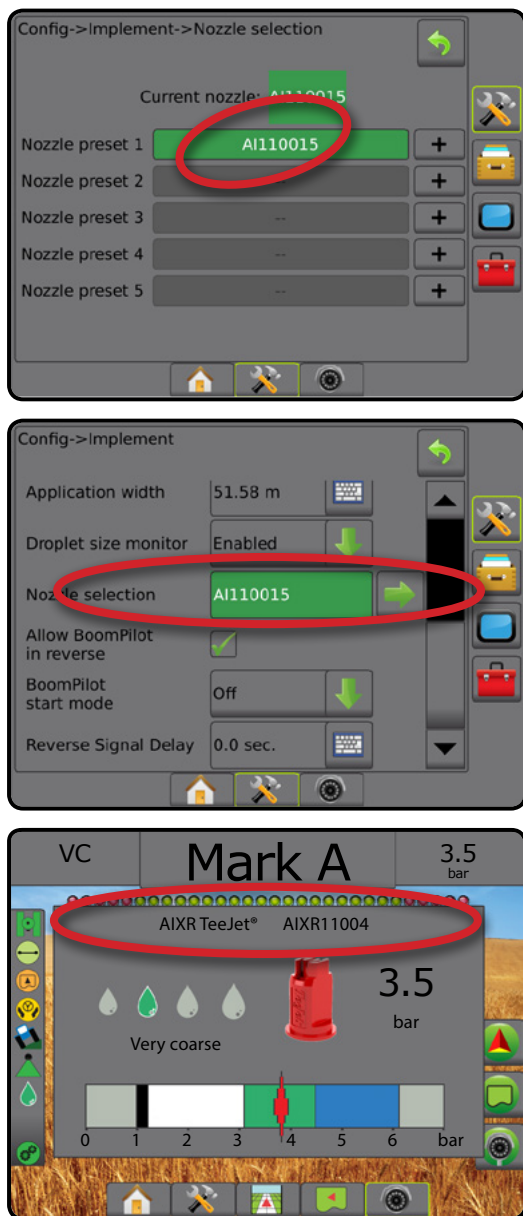 Config->Implement->Nozzle selection
Current nozzle: AI110015
Nozzle preset 1 AI110015 +
Nozzle preset 2 -- +
Nozzle preset 3 -- +
Nozzle preset 4 -- +
Nozzle preset 5 -- +
Config->Implement
Application width 51.58 m
Droplet size monitor Enabled
Nozzle selection AI110015
Allow BoomPilot
in reverse
BoomPilot
start mode Off
Reverse Signal Delay 0.0 sec.
VC Mark A 3.5
bar
AIXR TeeJet® AIXR11004
3.5
bar
Very coarse
0 1 2 3 4 5 6 bar